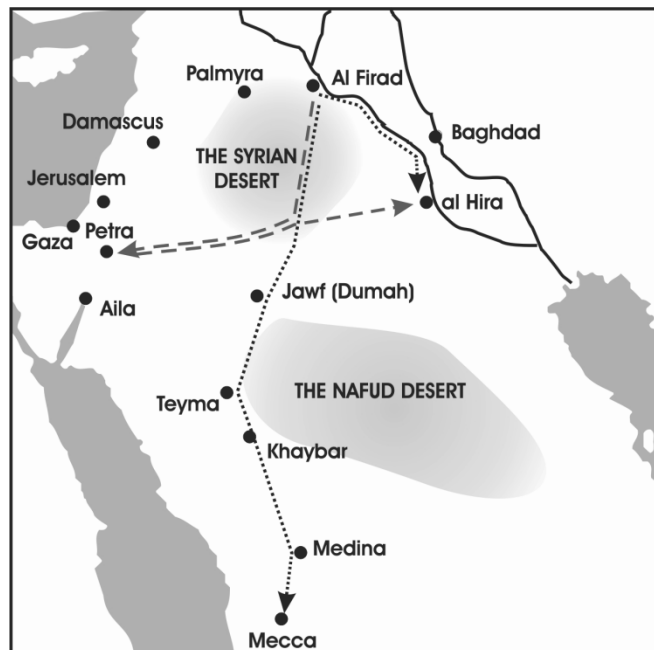 Palmyra
Al Firad
Damascus
Baghdad
THE SYRIAN
DESERT
Jerusalem
al Hira
Gaza
Petra
Aila
Jawf (Dumah)
THE NAFUD DESERT
Teyma
Khaybar
Medina
Mecca